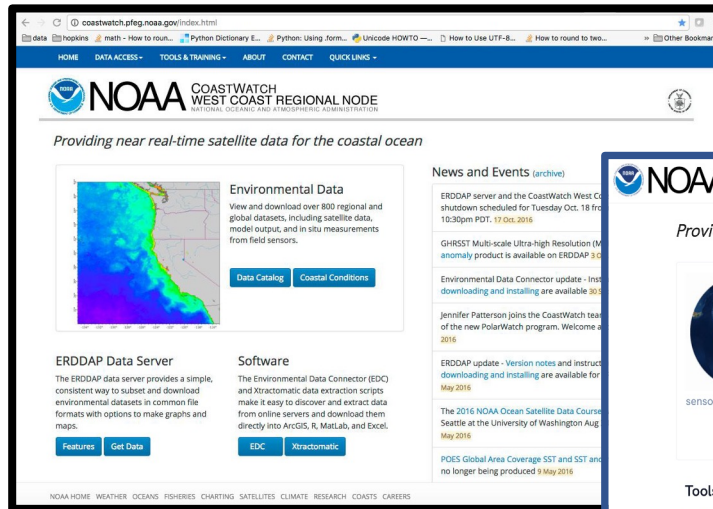 coastwatch.pfeg.noaa.gov/index.html
data hopkins math - How to roun... Python Dictionary E... Python: Using .form... Unicode HOWTO —... How to Use UTF-8... How to round to two... » Other Bookmar
HOME DATA ACCESS TOOLS & TRAINING ABOUT CONTACT QUICK LINKS
NOAA COASTWATCH
WEST COAST REGIONAL NODE
NATIONAL OCEANIC AND ATMOSPHERIC ADMINISTRATION
Providing near real-time satellite data for the coastal ocean
Environmental Data
View and download over 800 regional and
global datasets, including satellite data,
model output, and in situ measurements
from field sensors.
Data Catalog Coastal Conditions
ERDDAP Data Server
The ERDDAP data server provides a simple,
consistent way to subset and download
environmental datasets in common file
formats with options to make graphs and
maps.
Features Get Data
Software
The Environmental Data Connector (EDC)
and Xtractomatic data extraction scripts
make it easy to discover and extract data
from online servers and download them
directly into ArcGIS, R, MatLab, and Excel.
EDC Xtractomatic
News and Events (archive)
ERDDAP server and the CoastWatch West Co
shutdown scheduled for Tuesday Oct. 18 fro
10:30pm PDT. 17 Oct. 2016
GHRSST Multi-scale Ultra-high Resolution (M
anomaly product is available on ERDDAP 3 O
Environmental Data Connector update - Inst
downloading and installing are available 30 S
Jennifer Patterson joins the CoastWatch tea
of the new PolarWatch program. Welcome a
2016
ERDDAP update - Version notes and instruct
downloading and installing are available for
May 2016
The 2016 NOAA Ocean Satellite Data Course
Seattle at the University of Washington Aug
May 2016
POES Global Area Coverage SST and SST and
no longer being produced 9 May 2016
NOAA HOME WEATHER OCEANS FISHERIES CHARTING SATELLITES CLIMATE RESEARCH COASTS CAREERS
NOAA
Provi
senso
Tools